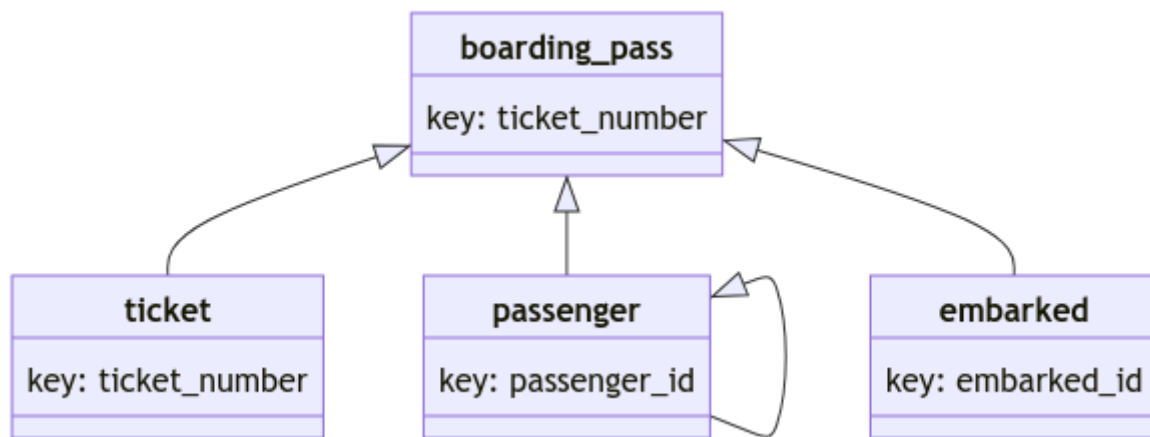 boarding_pass
key: ticket_number
ticket
key: ticket_number
passenger
key: passenger_id
embarked
key: embarked_id